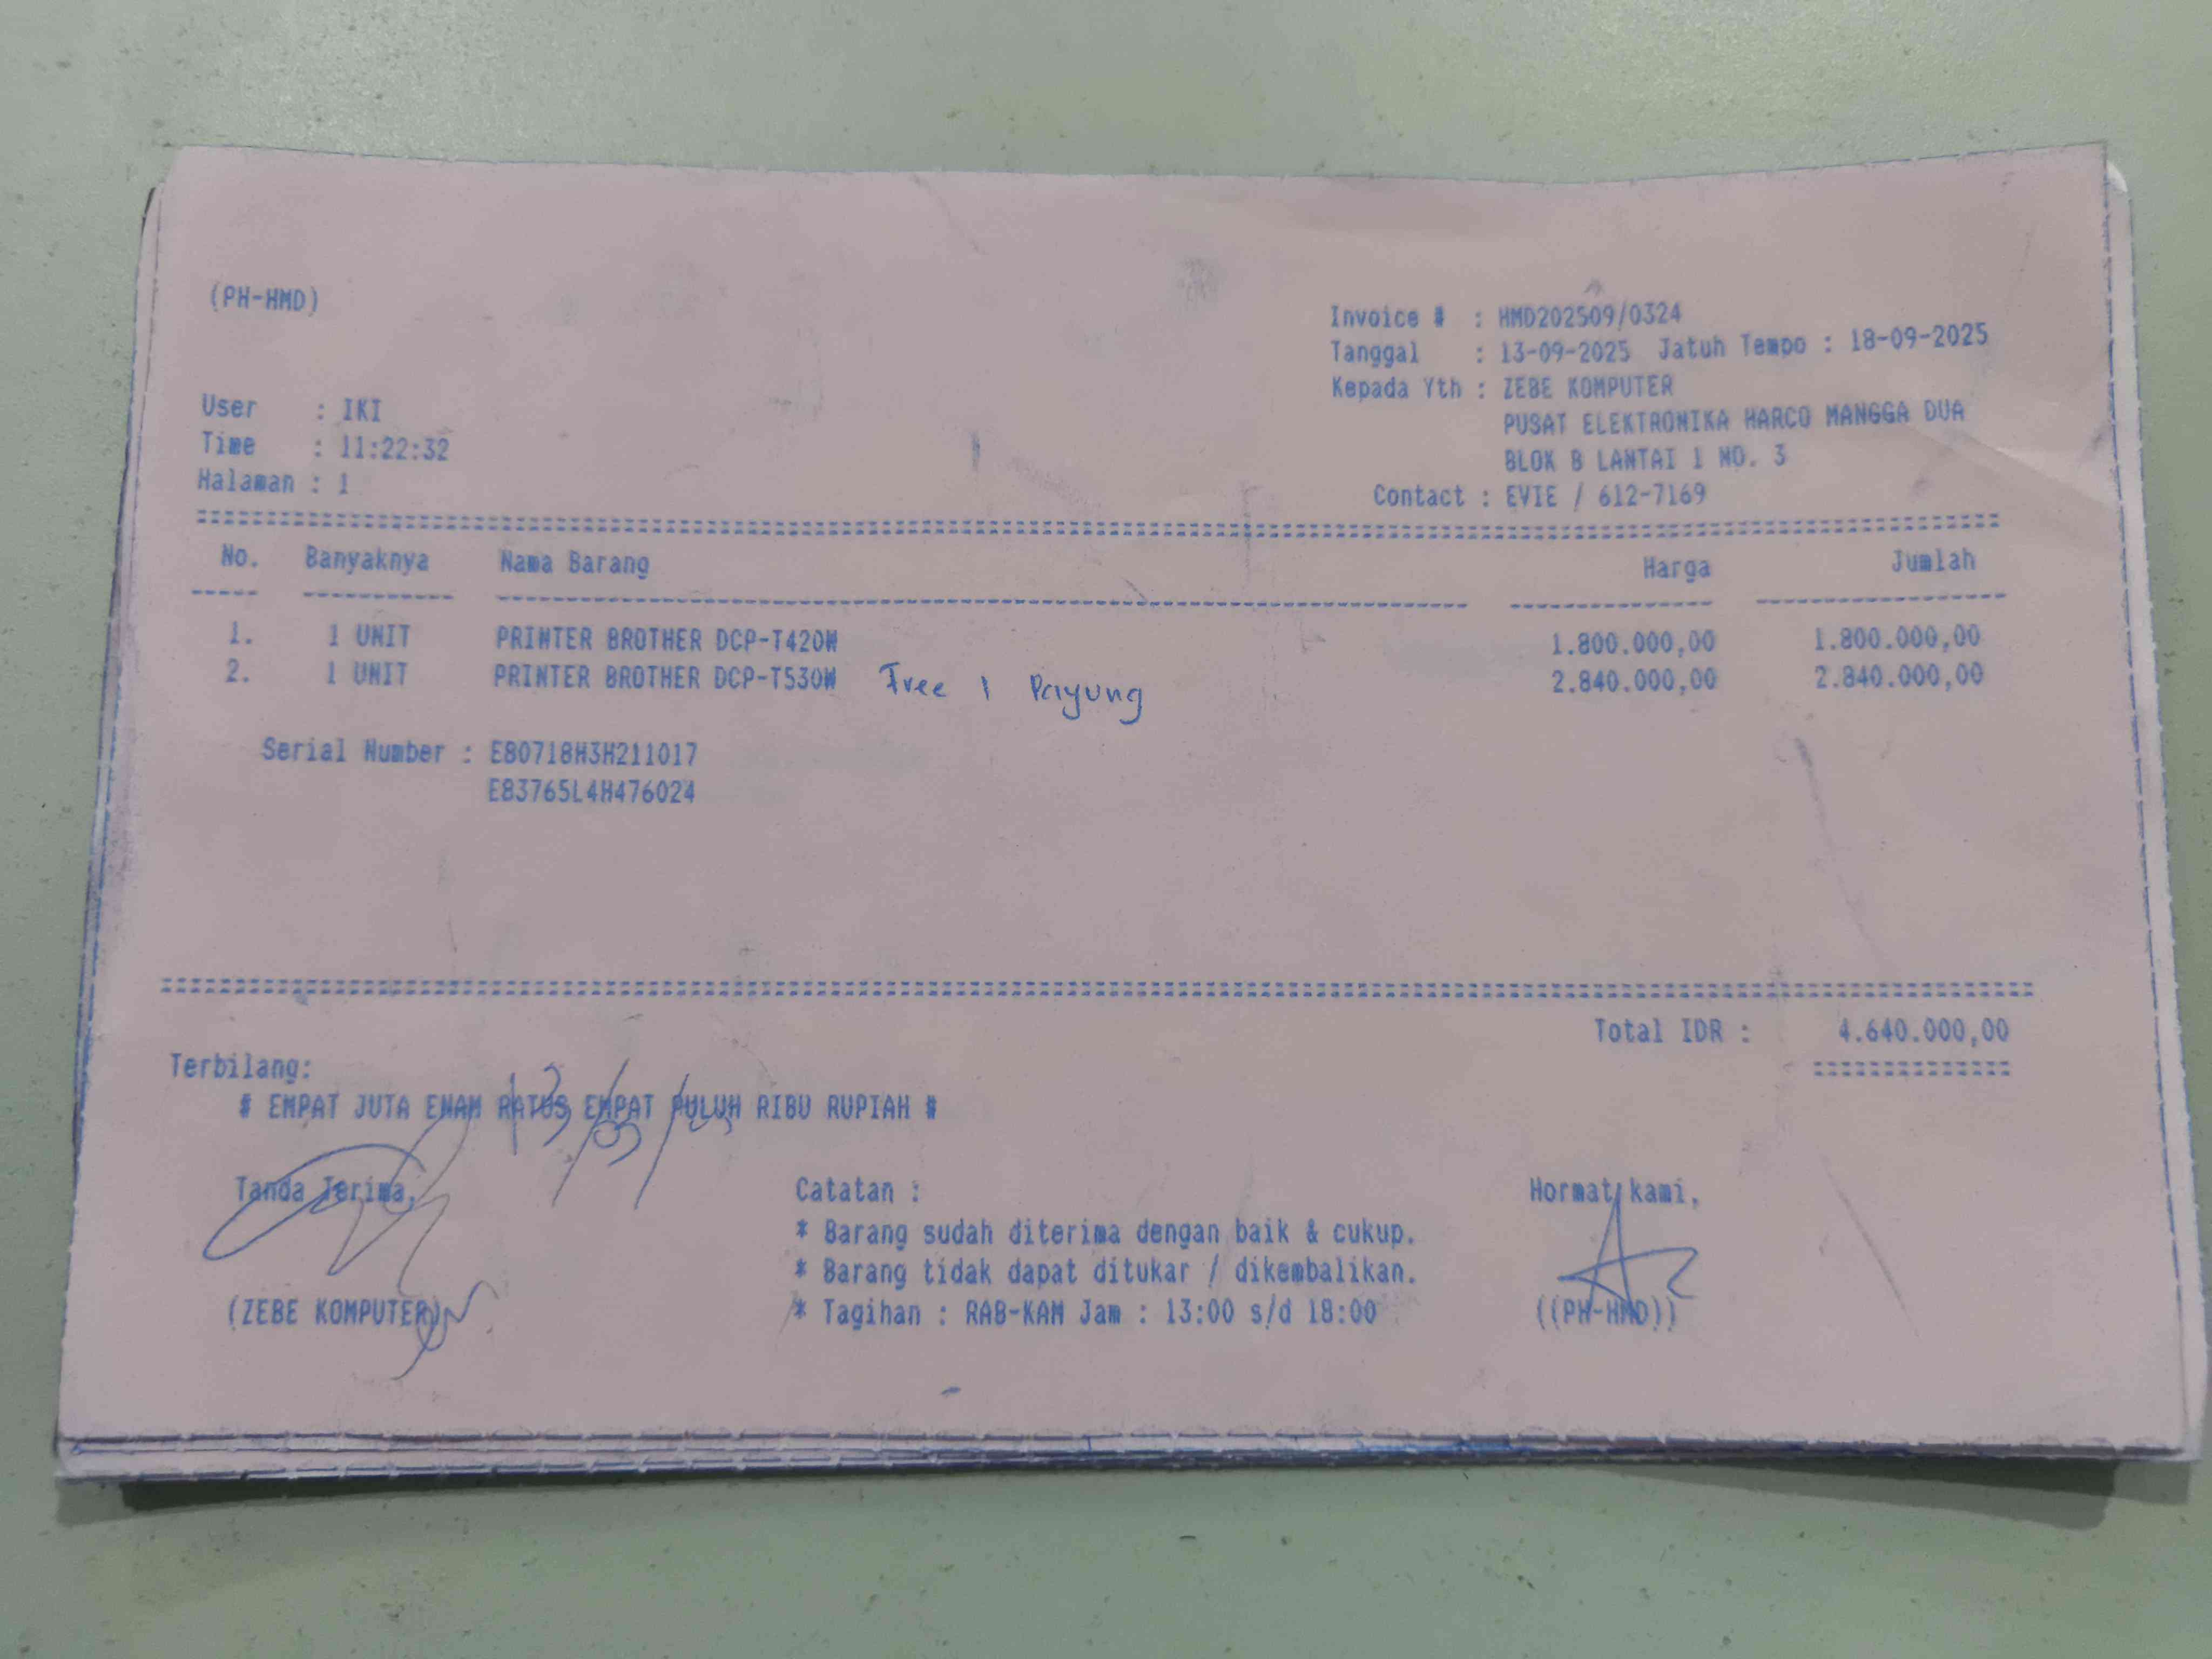 (PH-HMD)
Invoice # : HMD202509/0324
Tanggal : 13-09-2025 Jatuh Tempo : 18-09-2025
Kepada Yth : ZEBE KOMPUTER
PUSAT ELEKTRONIKA HARCO MANGGA DUA
BLOK B LANTAI 1 NO. 3
Contact : EVIE / 612-7169
User : IKI
Time : 11:22:32
Halaman : 1
No. Banyaknya Nama Barang Harga Jumlah
1. 1 UNIT PRINTER BROTHER DCP-T420W 1.800.000,00 1.800.000,00
2. 1 UNIT PRINTER BROTHER DCP-T530W Free 1 Payung 2.840.000,00 2.840.000,00
Serial Number : E80718H3H211017
E83765L4H476024
Total IDR : 4.640.000,00
Terbilang:
# EMPAT JUTA ENAM RATUS EMPAT PULUH RIBU RUPIAH #
Tanda Terima,
(ZEBE KOMPUTER)
Catatan :
* Barang sudah diterima dengan baik & cukup.
* Barang tidak dapat ditukar / dikembalikan.
* Tagihan : RAB-KAM Jam : 13:00 s/d 18:00
Hormat kami,
((PH-HMD))